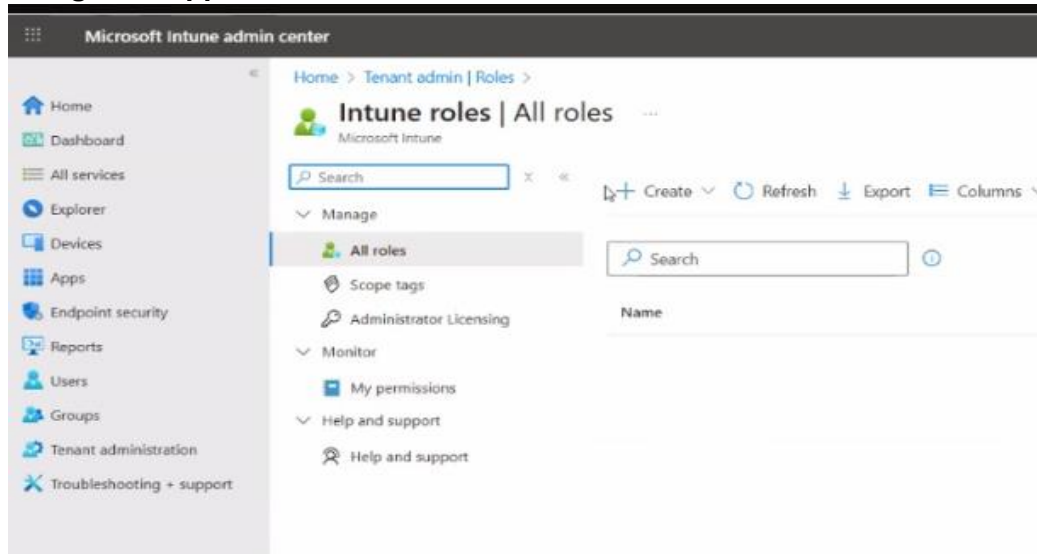 Microsoft Intune admin center
Home > Tenant admin | Roles >
Intune roles | All roles ...
Microsoft Intune
Home
Dashboard
All services
Explorer
Devices
Apps
Endpoint security
Reports
Users
Groups
Tenant administration
Troubleshooting + support
Search
Manage
All roles
Scope tags
Administrator Licensing
Monitor
My permissions
Help and support
Help and support
Create Refresh Export Columns
Search
Name